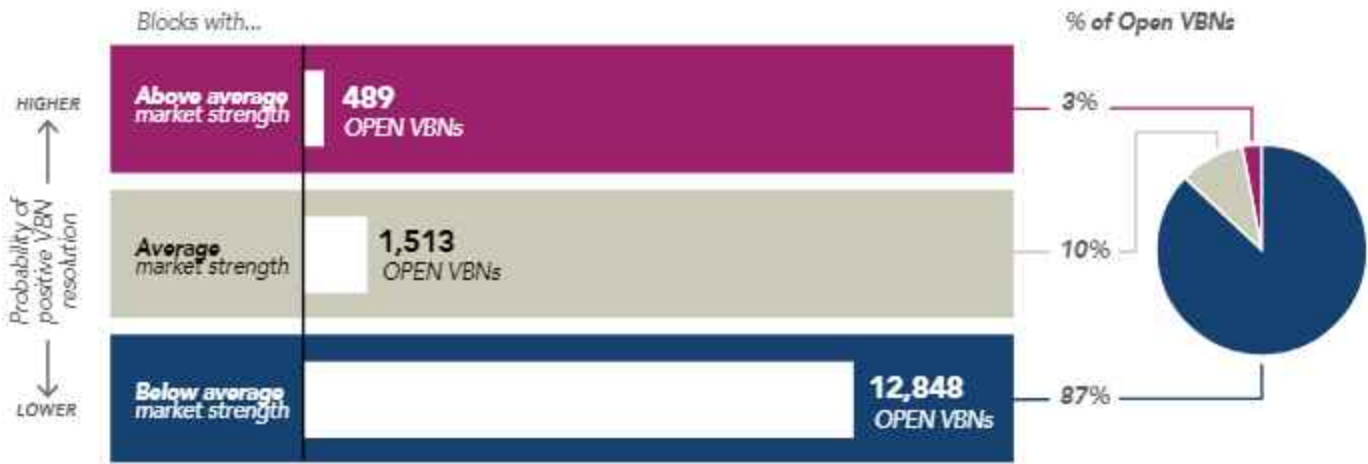 Blocks with...
% of Open VBNs
HIGHER
Probability of
positive VBN
resolution
LOWER
Above average
market strength
489
OPEN VBNs
3%
Average
market strength
1,513
OPEN VBNs
10%
Below average
market strength
12,848
OPEN VBNs
87%